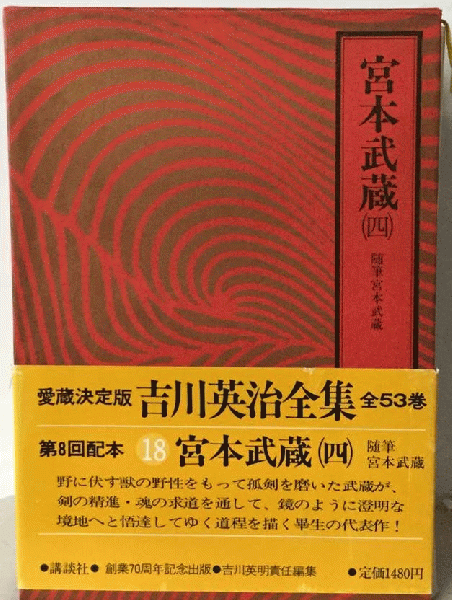 宮本武蔵(四)
随筆宮本武蔵
愛蔵決定版 吉川英治全集 全53巻
第8回配本 18 宮本武蔵(四) 随筆
宮本武蔵
野に伏す獣の野性をもって孤剣を磨いた武蔵が、
剣の精進・魂の求道を通して、鏡のように澄明な
境地へと悟達してゆく道程を描く畢生の代表作!
●講談社● 創業70周年記念出版●吉川英明責任編集 ●定価1480円